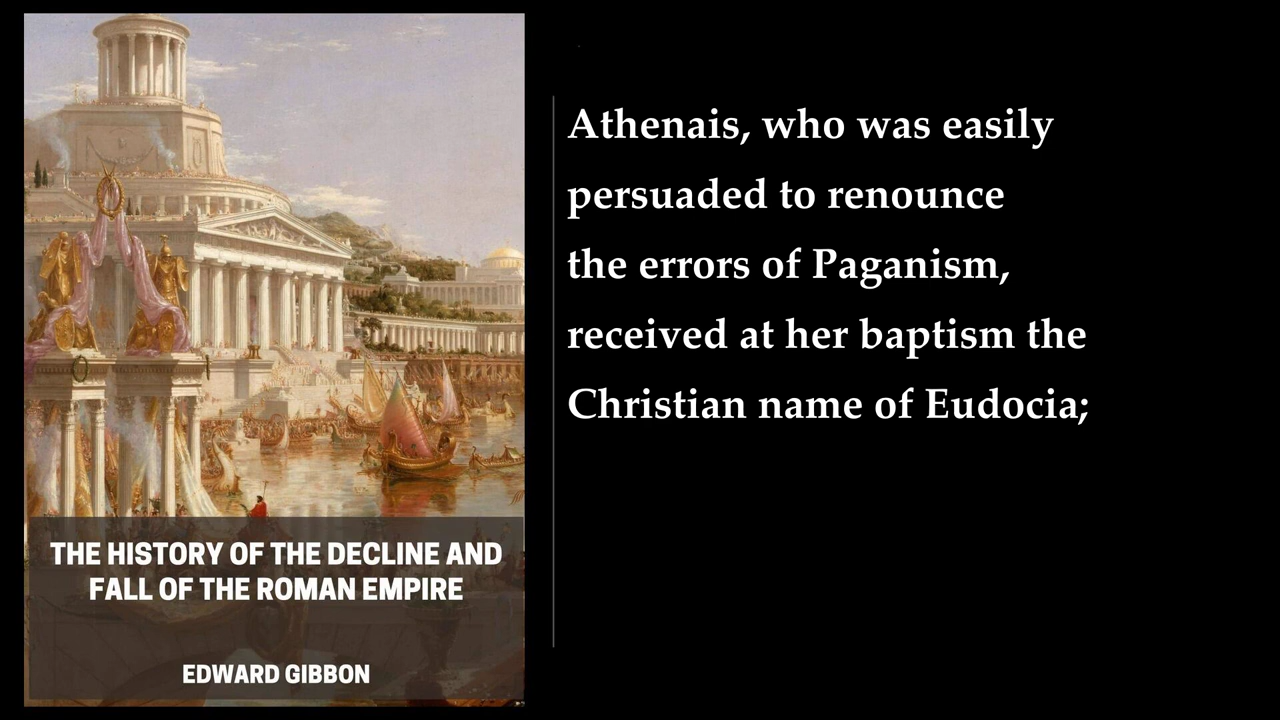 Athenais, who was easily
persuaded to renounce
the errors of Paganism,
received at her baptism the
Christian name of Eudocia;
THE HISTORY OF THE DECLINE AND
FALL OF THE ROMAN EMPIRE
EDWARD GIBBON